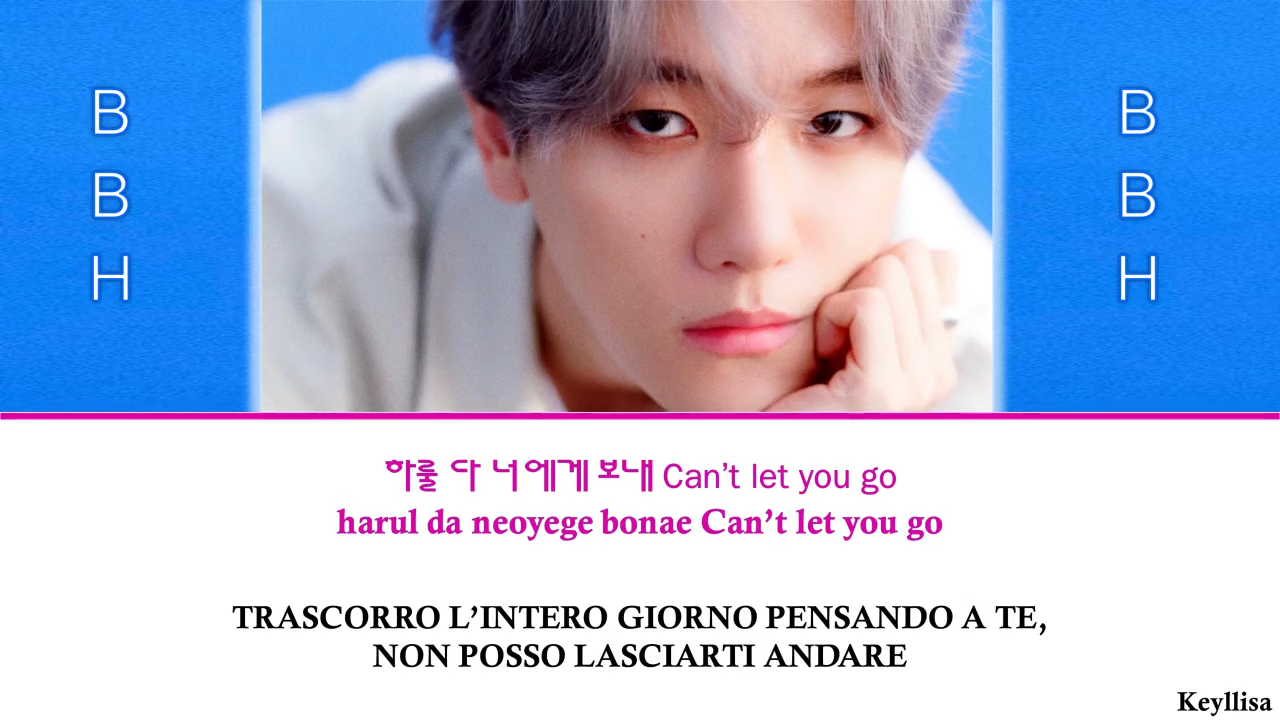 B
B
H
B
B
H
하룰 다 너에게 보내 Can't let you go
harul da neoyege bonae Can't let you go
TRASCORRO L'INTERO GIORNO PENSANDO A TE,
NON POSSO LASCIARTI ANDARE
Keyllisa